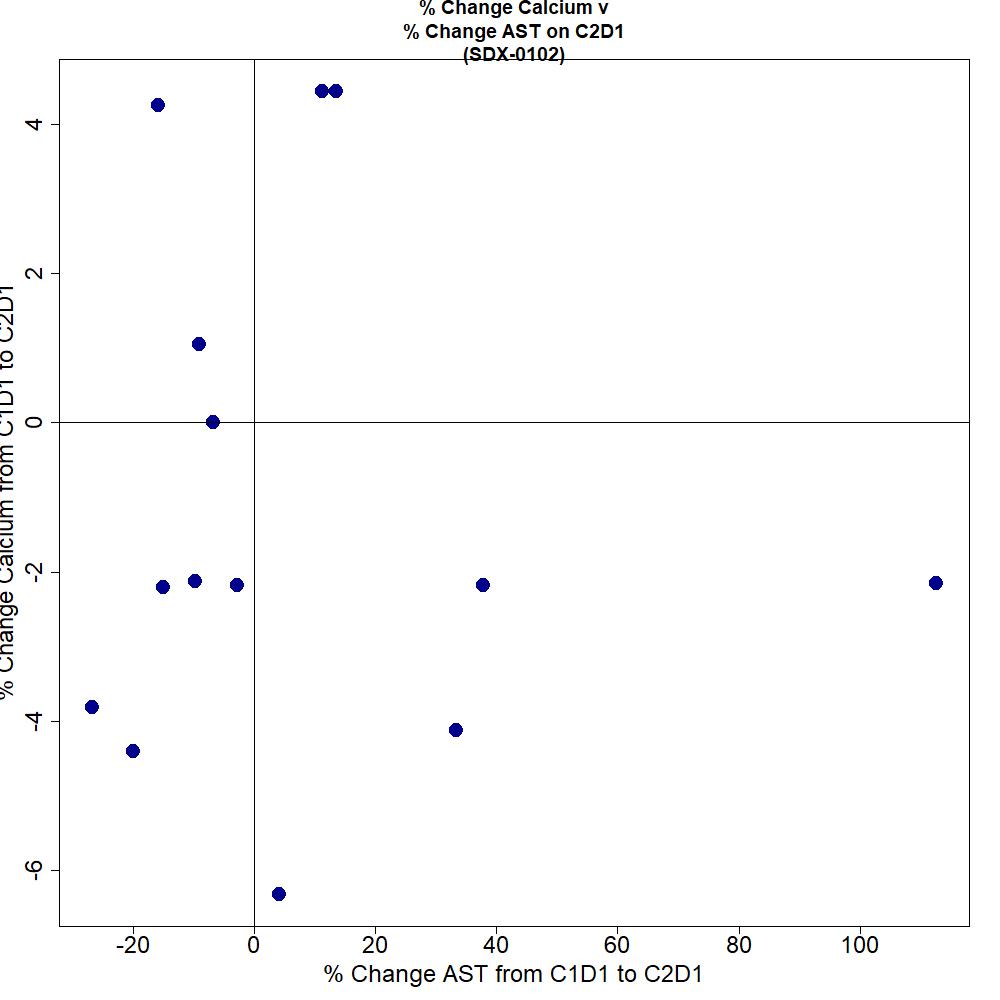 % Change Calcium v
% Change AST on C2D1
(SDX-0102)
% Change Calcium from C1D1 to C2D1
4
2
0
-2
-4
-6
-20
0
20
40
60
80
100
% Change AST from C1D1 to C2D1